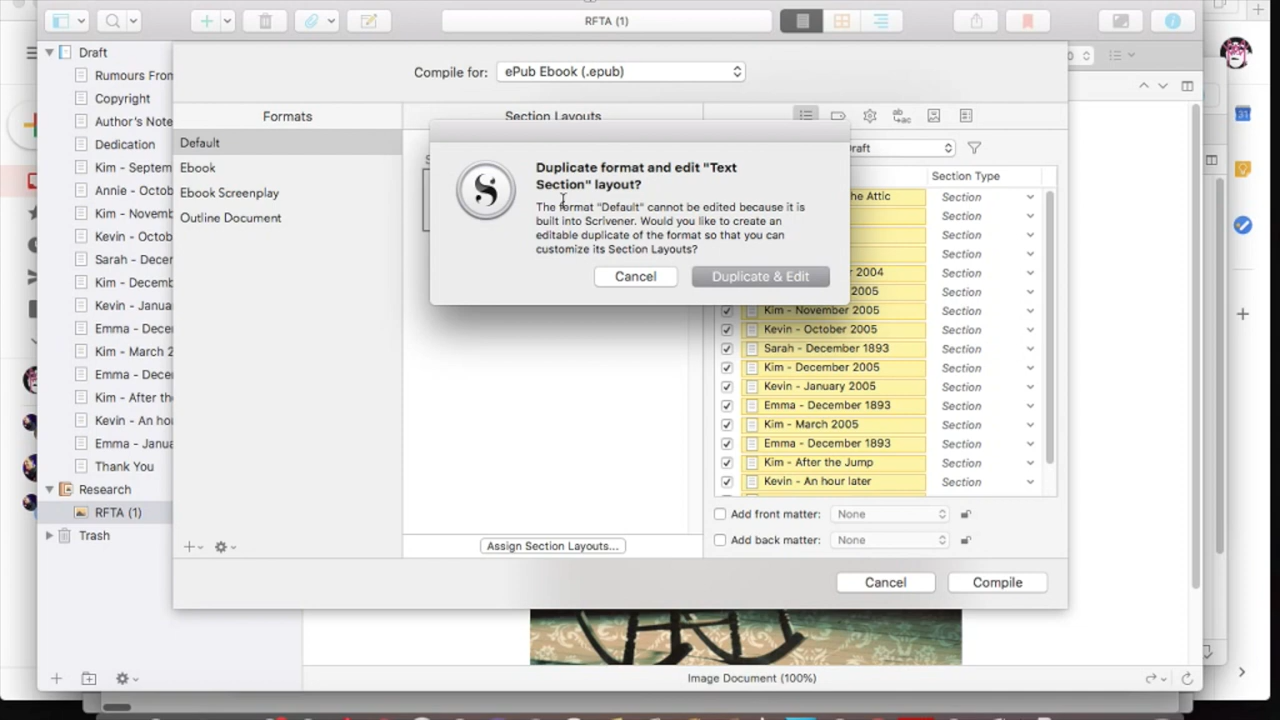 RFTA (1)
Draft
Rumours From
Copyright
Author's Note
Dedication
Kim - Septem
Annie - Octob
Kim - Novemb
Kevin - Octob
Sarah - Decer
Kim - Decemb
Kevin - Janua
Emma - Dece
Kim - March 2
Emma - Dece
Kim - After th
Kevin - An hou
Emma - Janua
Thank You
Research
RFTA (1)
Trash
Compile for:
ePub Ebook (.epub)
Formats
Default
Ebook
Ebook Screenplay
Outline Document
Section Layouts
Assign Section Layouts...
Duplicate format and edit "Text
Section" layout?
The format "Default" cannot be edited because it is
built into Scrivener. Would you like to create an
editable duplicate of the format so that you can
customize its Section Layouts?
Cancel
Duplicate & Edit
raft
Section Type
he Attic Section
Section
Section
Section
r 2004 Section
005 Section
Kim - November 2005 Section
Kevin - October 2005 Section
Sarah - December 1893 Section
Kim - December 2005 Section
Kevin - January 2005 Section
Emma - December 1893 Section
Kim - March 2005 Section
Emma - December 1893 Section
Kim - After the Jump Section
Kevin - An hour later Section
Add front matter: None
Add back matter: None
Cancel
Compile
Image Document (100%)